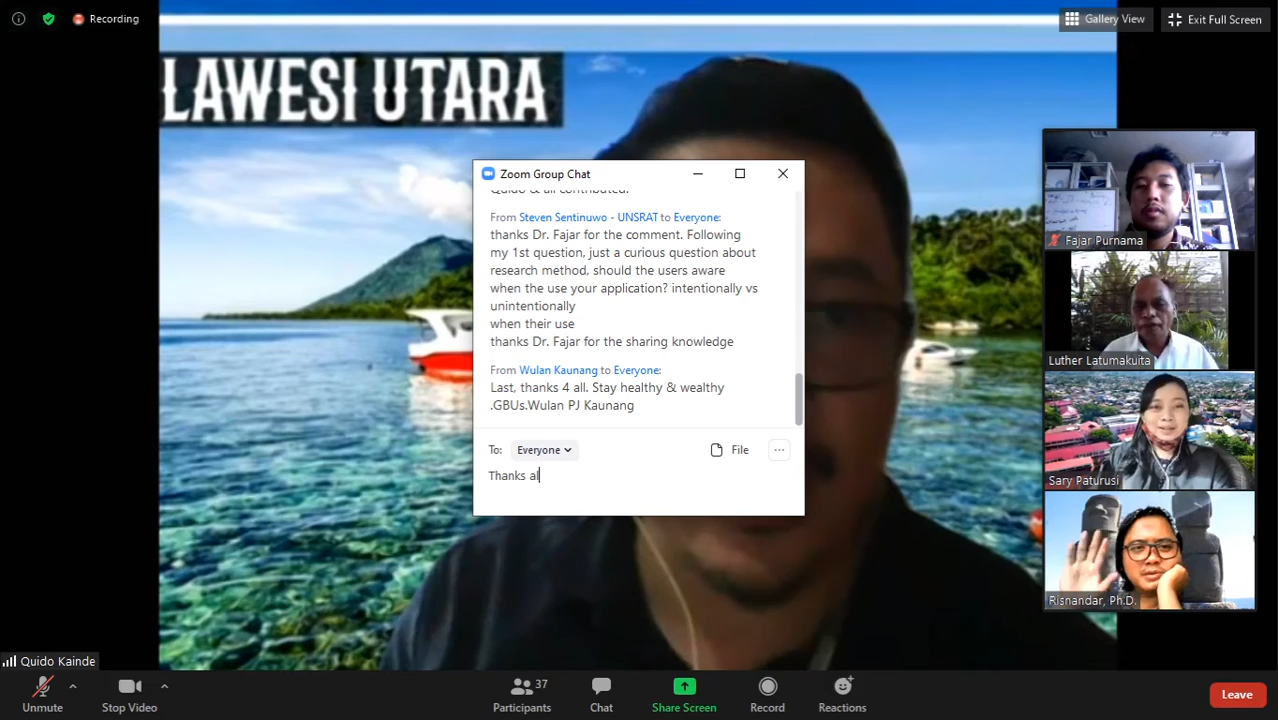 Recording
Gallery View
Exit Full Screen
LAWESI UTARA
Zoom Group Chat
Quido & all contributed.
From Steven Sentinuwo - UNSRAT to Everyone:
thanks Dr. Fajar for the comment. Following
my 1st question, just a curious question about
research method, should the users aware
when the use your application? intentionally vs
unintentionally
when their use
thanks Dr. Fajar for the sharing knowledge
From Wulan Kaunang to Everyone:
Last, thanks 4 all. Stay healthy & wealthy
.GBUs.Wulan PJ Kaunang
To: Everyone
File
Thanks al
Fajar Purnama
Luther Latumakulita
Sary Paturusi
Risnandar, Ph.D.
Quido Kainde
Unmute
Stop Video
Participants 37
Chat
Share Screen
Record
Reactions
Leave